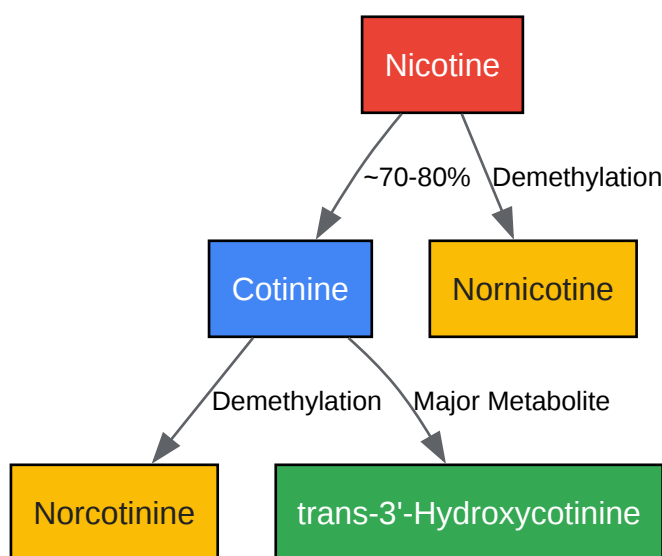 Nicotine
~70-80%
Demethylation
Cotinine
Nornicotine
Demethylation
Major Metabolite
Norcotinine
trans-3'-Hydroxycotinine